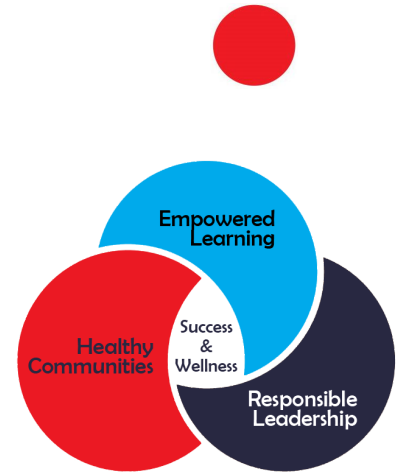 Empowered
Learning
Success
&
Wellness
Healthy
Communities
Responsible
Leadership